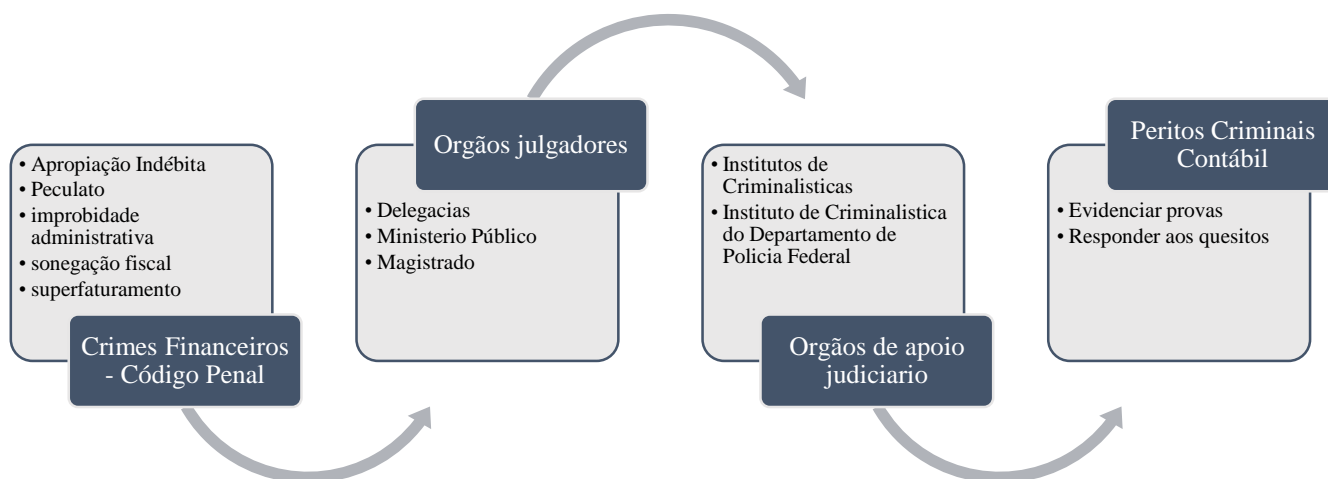 • Apropiação Indébita
• Peculato
• improbidade
administrativa
• sonegação fiscal
• superfaturamento
Crimes Financeiros
- Código Penal
Orgãos julgadores
• Delegacias
• Ministerio Público
• Magistrado
• Institutos de
Criminalisticas
• Instituto de Criminalistica
do Departamento de
Policia Federal
Orgãos de apoio
judiciario
Peritos Criminais
Contábil
• Evidenciar provas
• Responder aos quesitos